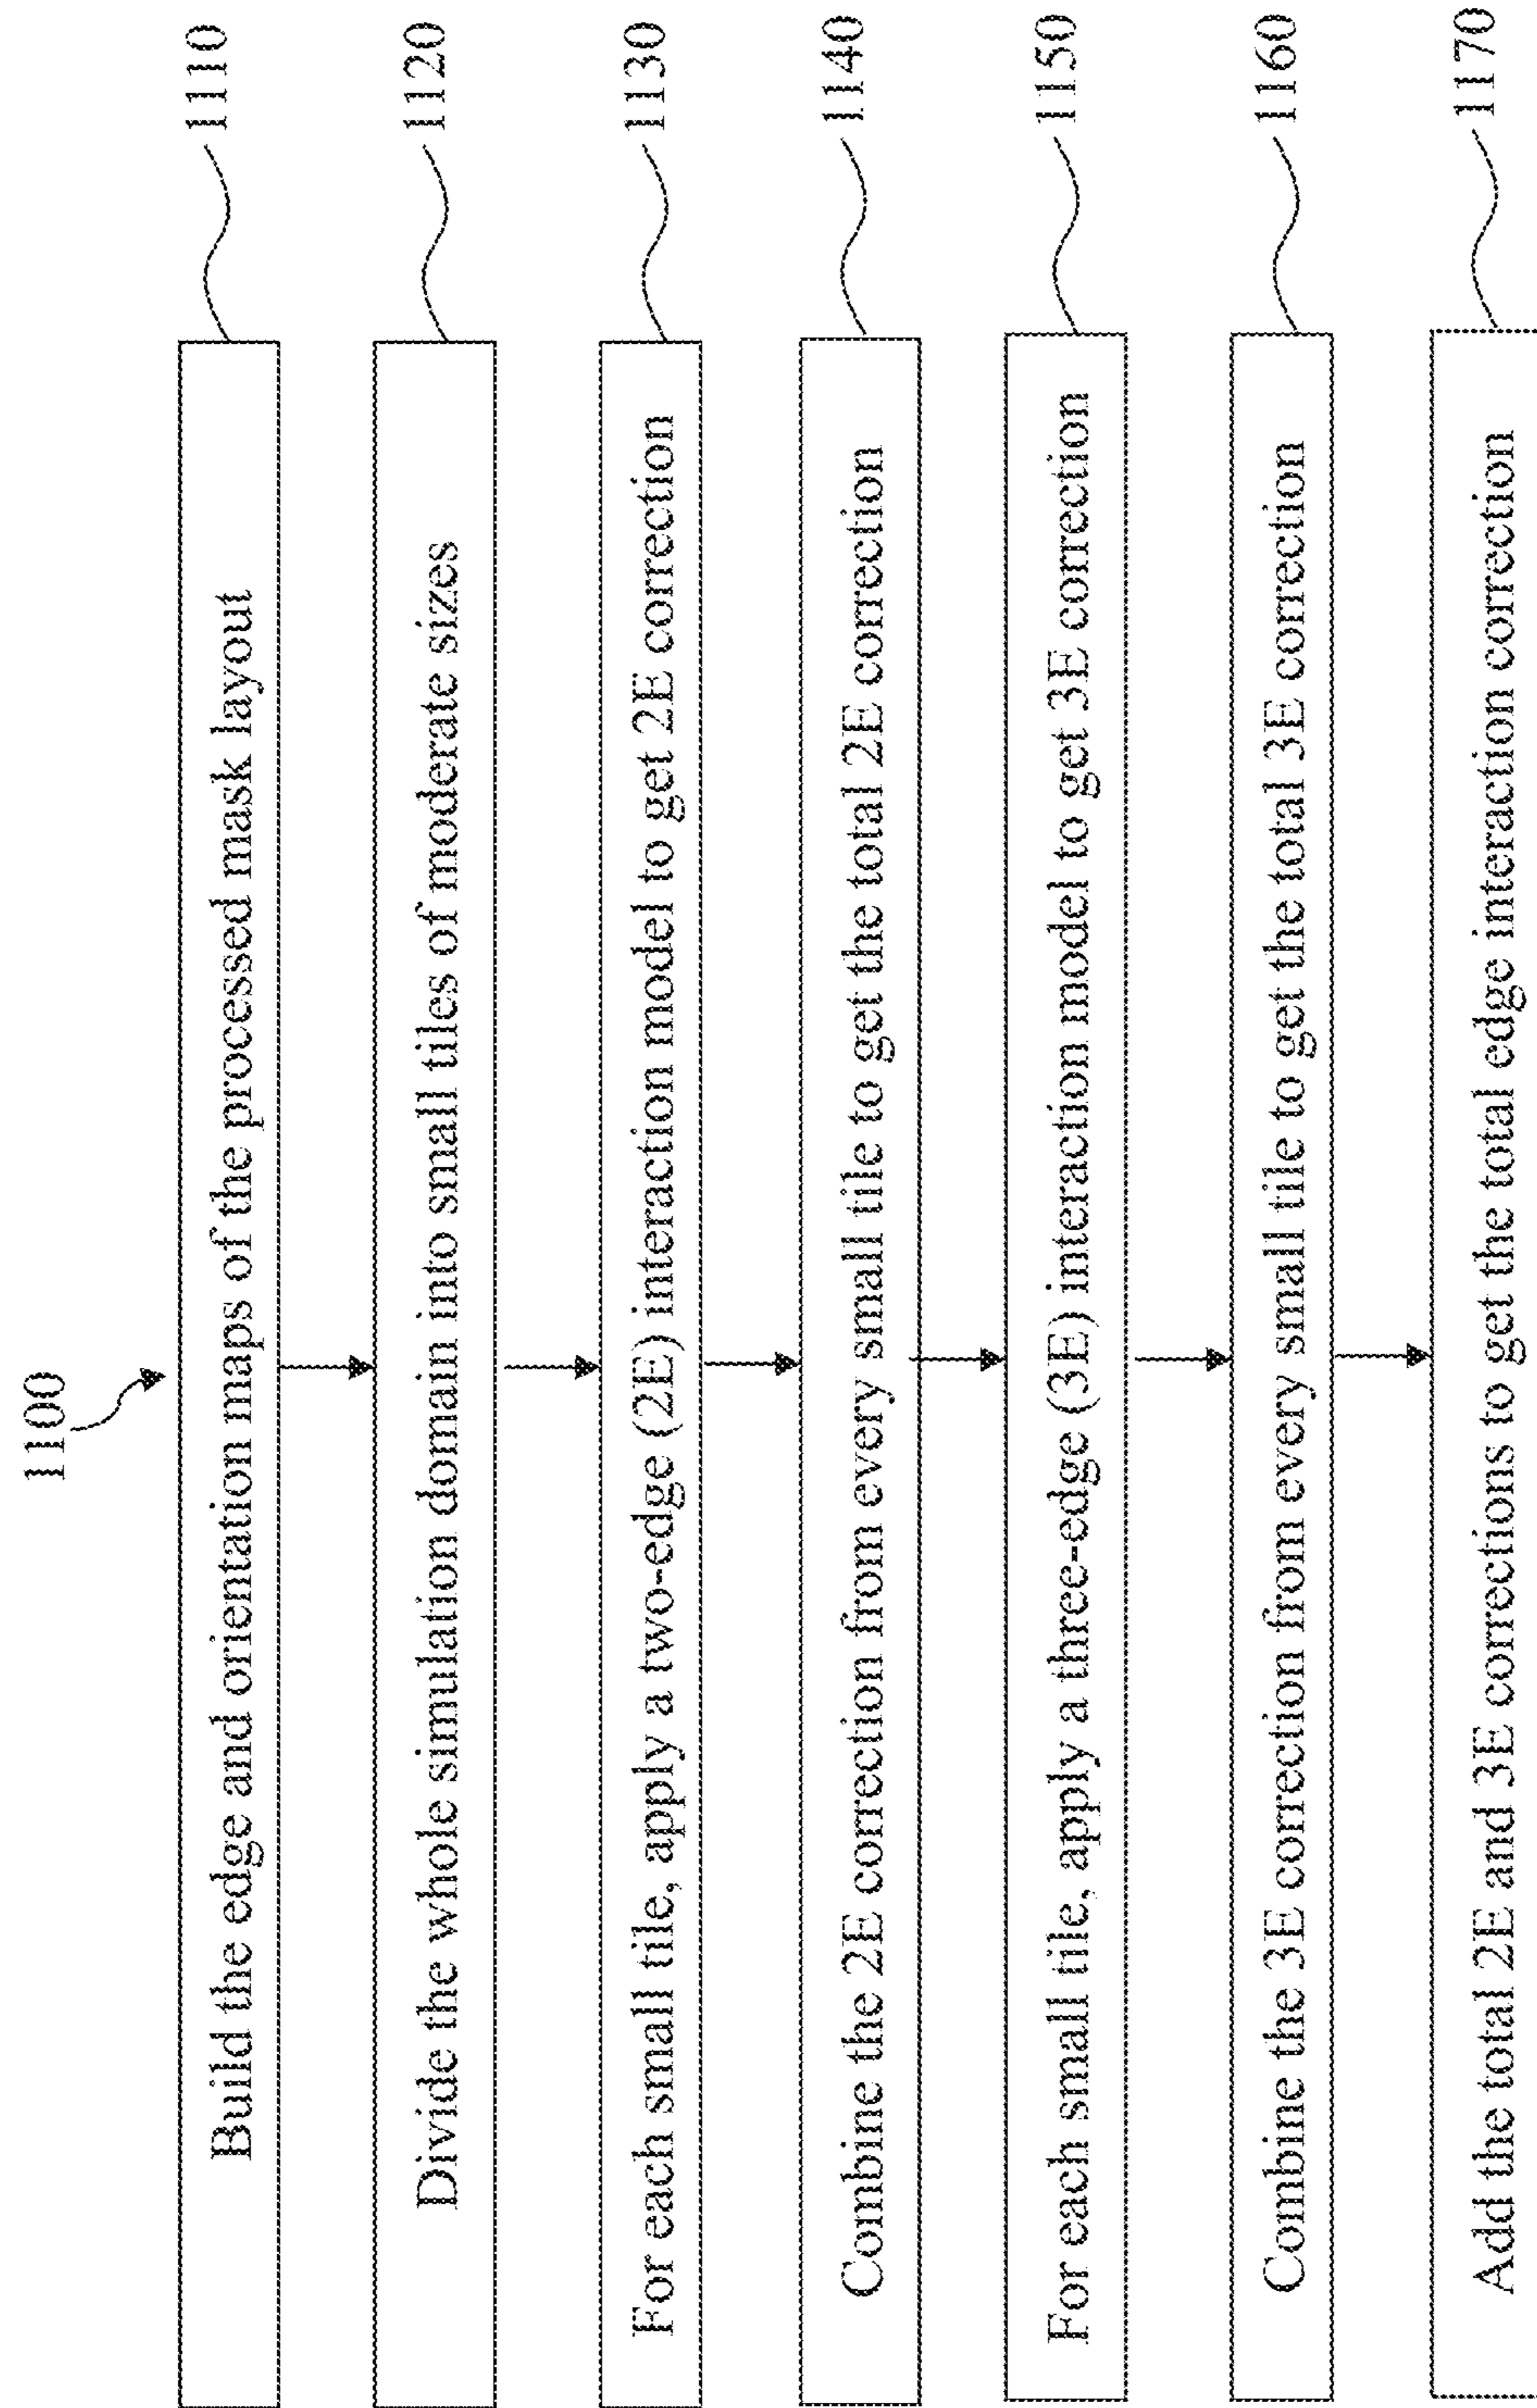 1100
Build the edge and orientation maps of the processed mask layout
1110
Divide the whole simulation domain into small tiles of moderate sizes
1120
For each small tile, apply a two-edge (2E) interaction model to get 2E correction
1130
Combine the 2E correction from every small tile to get the total 2E correction
1140
For each small tile, apply a three-edge (3E) interaction model to get 3E correction
1150
Combine the 3E correction from every small tile to get the total 3E correction
1160
Add the total 2E and 3E corrections to get the total edge interaction correction
1170